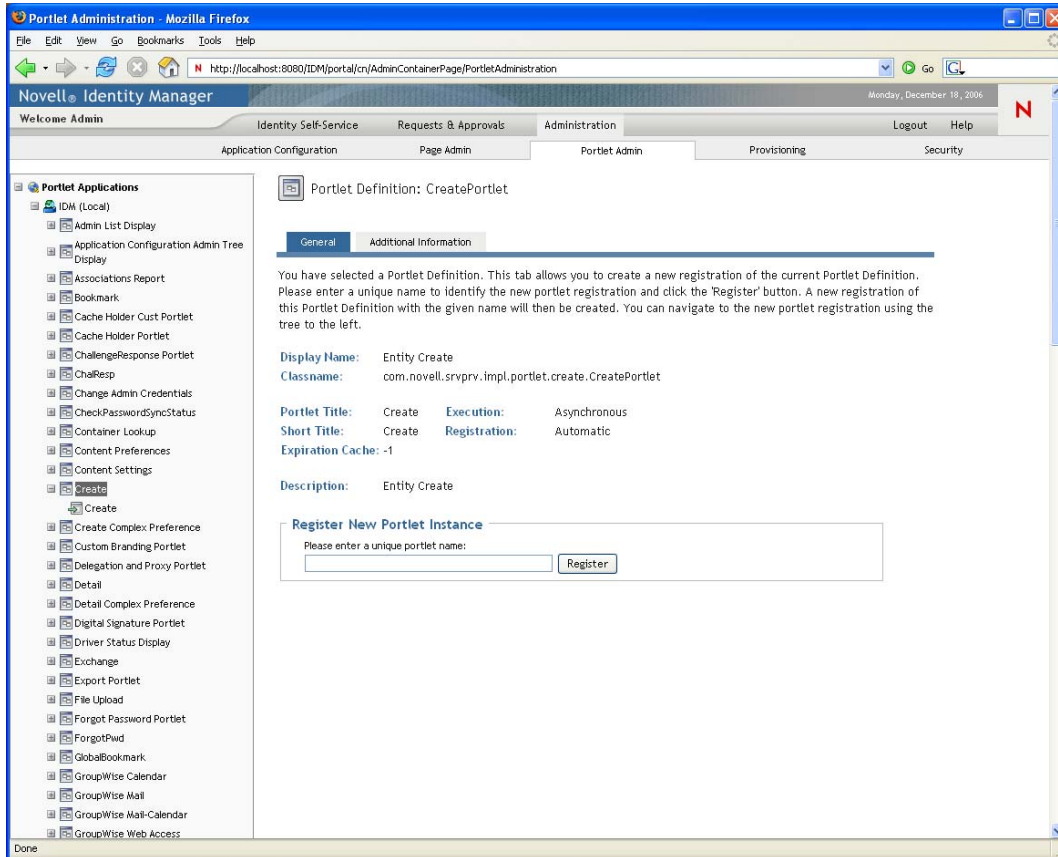 Portlet Administration - Mozilla Firefox
File Edit View Go Bookmarks Tools Help
N http://localhost:8080/IDM/portal/cn/AdminContainerPage/PortletAdministration Go G
Novell® Identity Manager Monday, December 18, 2006
N
Welcome Admin Identity Self-Service Requests & Approvals Administration Logout Help
Application Configuration Page Admin Portlet Admin Provisioning Security
Portlet Applications
IDM (Local)
Admin List Display
Application Configuration Admin Tree
Display
Associations Report
Bookmark
Cache Holder Cust Portlet
Cache Holder Portlet
ChallengeResponse Portlet
ChalResp
Change Admin Credentials
CheckPasswordSyncStatus
Container Lookup
Content Preferences
Content Settings
Create
Create
Create Complex Preference
Custom Branding Portlet
Delegation and Proxy Portlet
Detail
Detail Complex Preference
Digital Signature Portlet
Driver Status Display
Exchange
Export Portlet
File Upload
Forgot Password Portlet
ForgotPwd
GlobalBookmark
GroupWise Calendar
GroupWise Mail
GroupWise Mail-Calendar
GroupWise Web Access
Portlet Definition: CreatePortlet
General Additional Information
You have selected a Portlet Definition. This tab allows you to create a new registration of the current Portlet Definition.
Please enter a unique name to identify the new portlet registration and click the 'Register' button. A new registration of
this Portlet Definition with the given name will then be created. You can navigate to the new portlet registration using the
tree to the left.
Display Name: Entity Create
Classname: com.novell.srvprv.impl.portlet.create.CreatePortlet
Portlet Title: Create Execution: Asynchronous
Short Title: Create Registration: Automatic
Expiration Cache: -1
Description: Entity Create
Register New Portlet Instance
Please enter a unique portlet name:
Register
Done